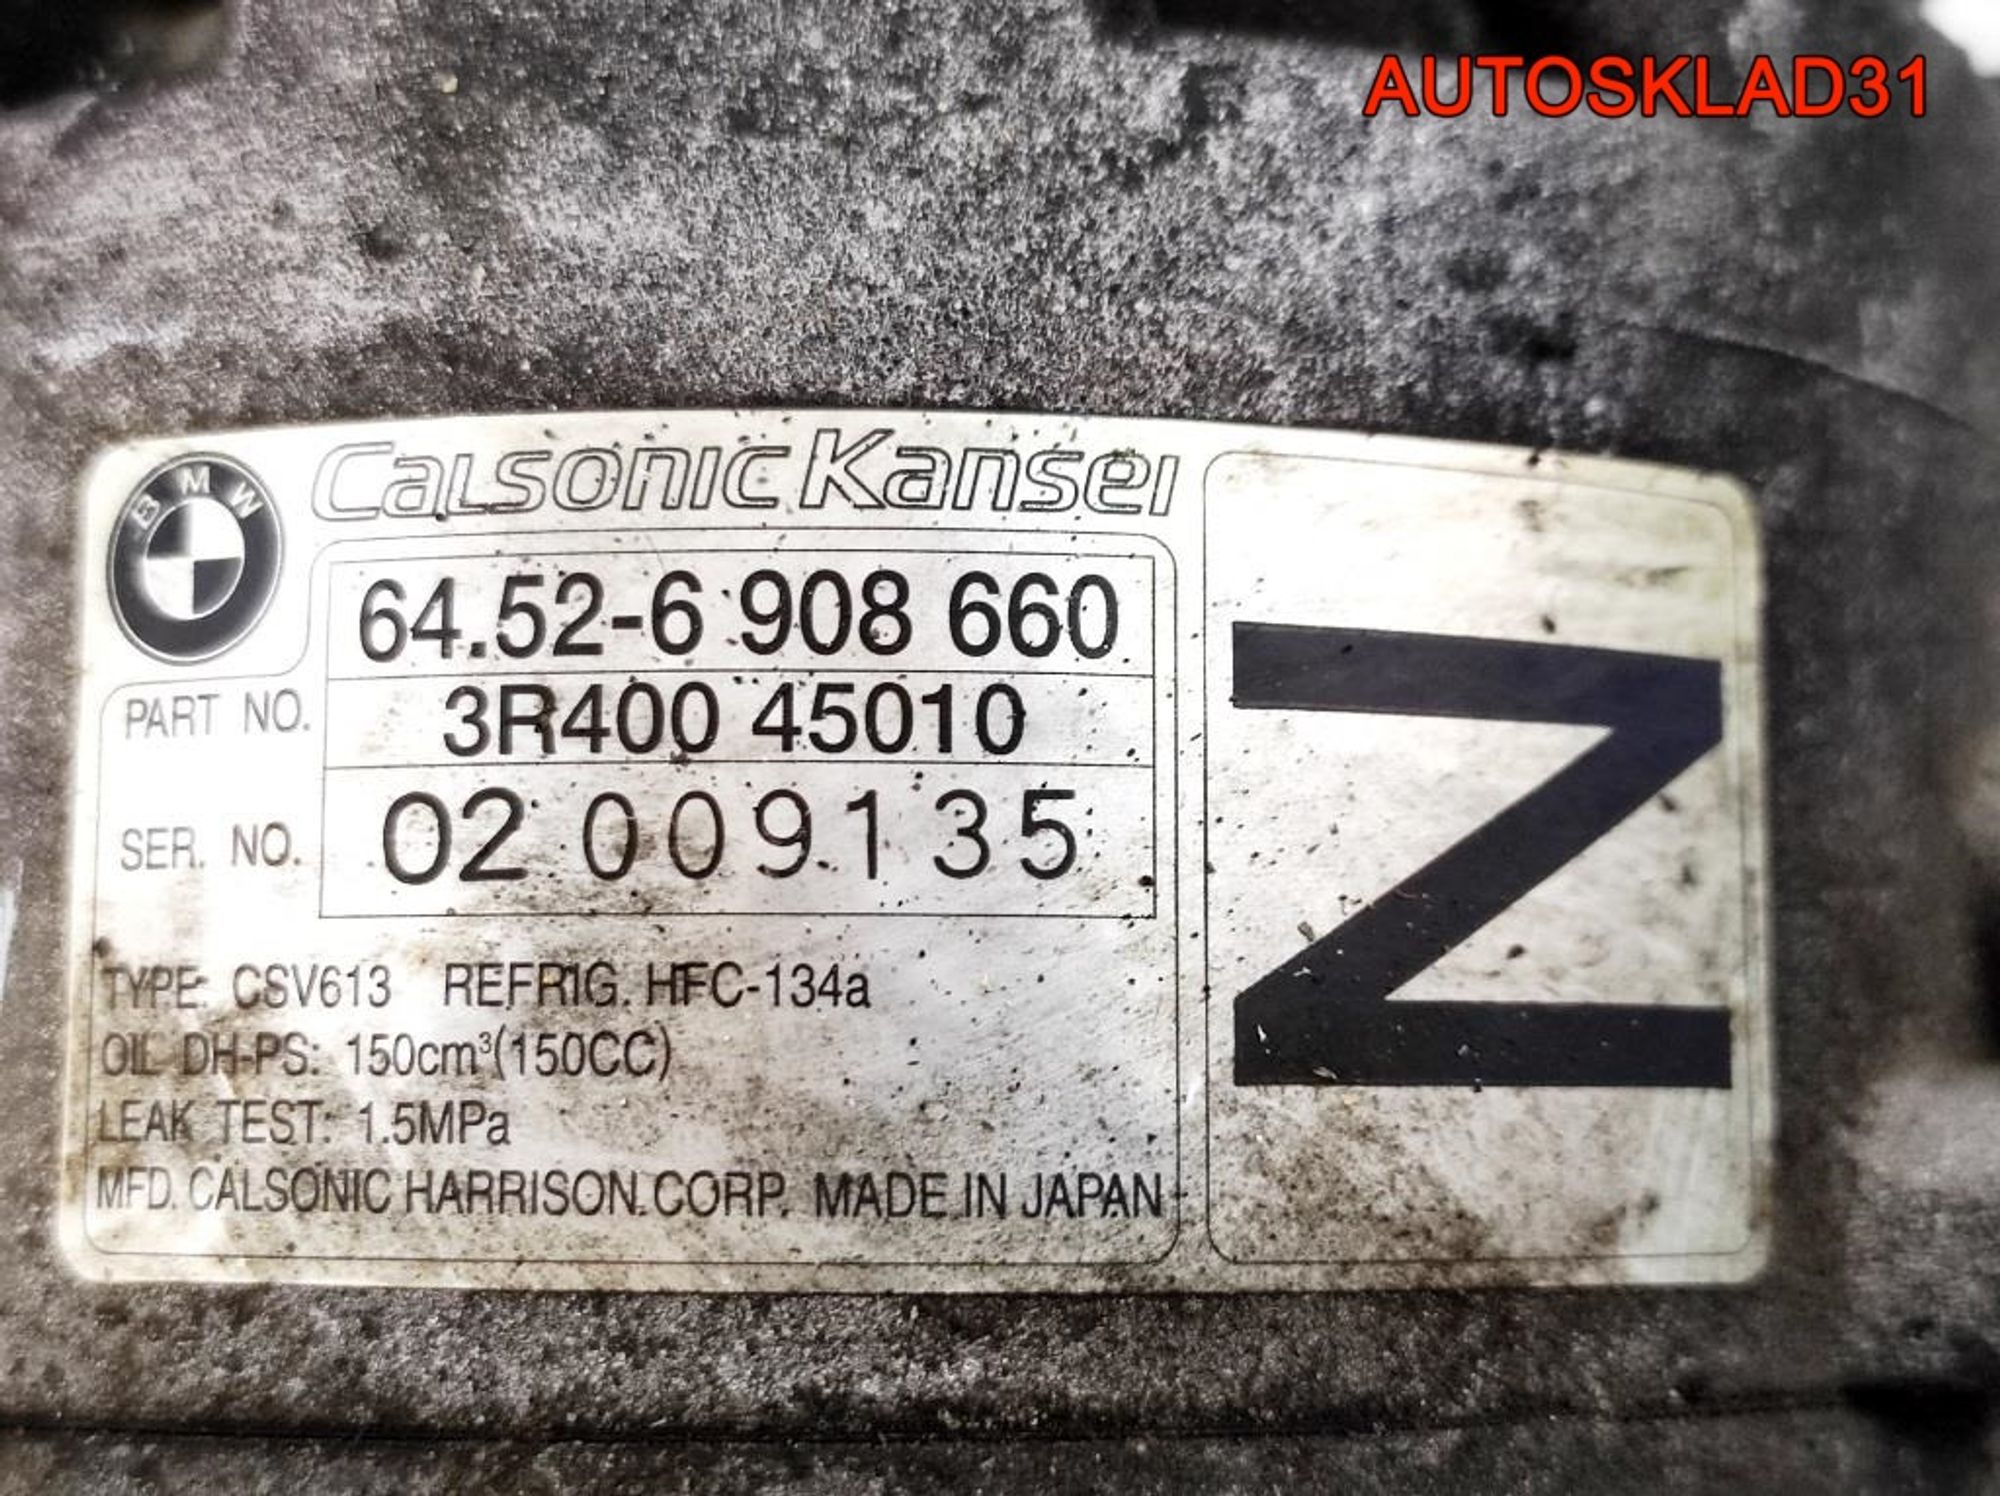 AUTOSKLAD31
BMW
Calsonic Kansei
64.52-6 908 660
PART NO. 3R400 45010
SER. NO. 02 009135
TYPE: CSV613 REFRIG. HFC-134a
OIL DH-PS: 150cm³(150CC)
LEAK TEST: 1.5MPa
MFD. CALSONIC HARRISON CORP. MADE IN JAPAN
Z